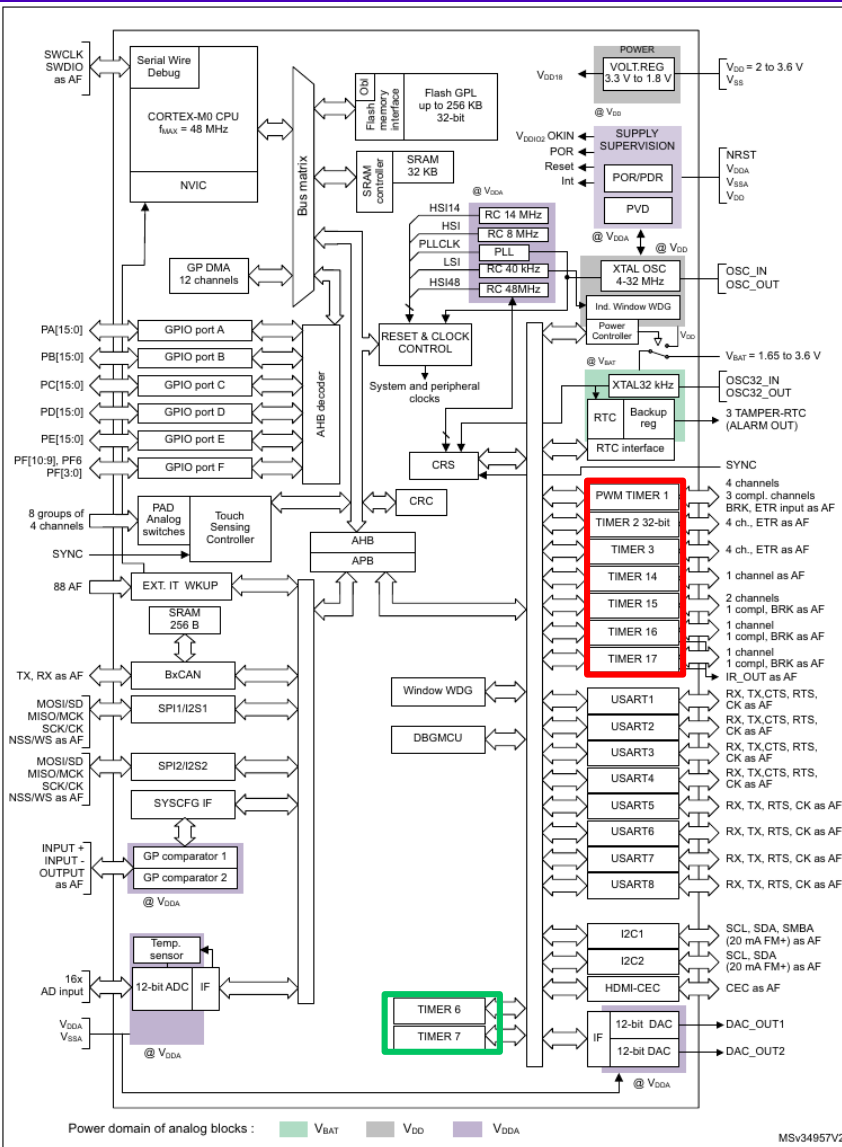 SWCLK
SWDIO
as AF
Serial Wire
Debug
CORTEX-M0 CPU
fMAX = 48 MHz
NVIC
Bus matrix
Obl
Flash
memory
interface
Flash GPL
up to 256 KB
32-bit
SRAM
controller
SRAM
32 KB
POWER
VOLT.REG
3.3 V to 1.8 V
VDD18
VDD = 2 to 3.6 V
VSS
@ VDD
VDDIO2 OKIN
POR
Reset
Int
SUPPLY
SUPERVISION
POR/PDR
PVD
NRST
VDDA
VSSA
VDD
@ VDDA
@ VDD
@ VDDA
HSI14
HSI
PLLCLK
LSI
HSI48
RC 14 MHz
RC 8 MHz
PLL
RC 40 kHz
RC 48MHz
XTAL OSC
4-32 MHz
OSC_IN
OSC_OUT
Ind. Window WDG
Power
Controller
VDD
VBAT = 1.65 to 3.6 V
@ VBAT
XTAL32 kHz
OSC32_IN
OSC32_OUT
RTC
Backup
reg
RTC interface
3 TAMPER-RTC
(ALARM OUT)
GP DMA
12 channels
PA[15:0]
GPIO port A
PB[15:0]
GPIO port B
PC[15:0]
GPIO port C
PD[15:0]
GPIO port D
PE[15:0]
GPIO port E
PF[10:9], PF6
PF[3:0]
GPIO port F
AHB decoder
RESET & CLOCK
CONTROL
System and peripheral
clocks
CRS
SYNC
CRC
8 groups of
4 channels
PAD
Analog
switches
Touch
Sensing
Controller
SYNC
AHB
APB
88 AF
EXT. IT WKUP
SRAM
256 B
TX, RX as AF
BxCAN
MOSI/SD
MISO/MCK
SCK/CK
NSS/WS as AF
SPI1/I2S1
MOSI/SD
MISO/MCK
SCK/CK
NSS/WS as AF
SPI2/I2S2
SYSCFG IF
INPUT +
INPUT -
OUTPUT
as AF
GP comparator 1
GP comparator 2
@ VDDA
Temp.
sensor
16x
AD input
12-bit ADC
IF
VDDA
VSSA
@ VDDA
Window WDG
DBGMCU
PWM TIMER 1
4 channels
3 compl. channels
BRK, ETR input as AF
TIMER 2 32-bit
4 ch., ETR as AF
TIMER 3
4 ch., ETR as AF
TIMER 14
1 channel as AF
TIMER 15
2 channels
1 compl, BRK as AF
TIMER 16
1 channel
1 compl, BRK as AF
TIMER 17
1 channel
1 compl, BRK as AF
IR_OUT as AF
USART1
RX, TX,CTS, RTS,
CK as AF
USART2
RX, TX,CTS, RTS,
CK as AF
USART3
RX, TX,CTS, RTS,
CK as AF
USART4
RX, TX,CTS, RTS,
CK as AF
USART5
RX, TX, RTS, CK as AF
USART6
RX, TX, RTS, CK as AF
USART7
RX, TX, RTS, CK as AF
USART8
RX, TX, RTS, CK as AF
I2C1
SCL, SDA, SMBA
(20 mA FM+) as AF
I2C2
SCL, SDA
(20 mA FM+) as AF
HDMI-CEC
CEC as AF
TIMER 6
TIMER 7
IF
12-bit DAC
DAC_OUT1
12-bit DAC
DAC_OUT2
@ VDDA
Power domain of analog blocks :
VBAT
VDD
VDDA
MSv34957V2